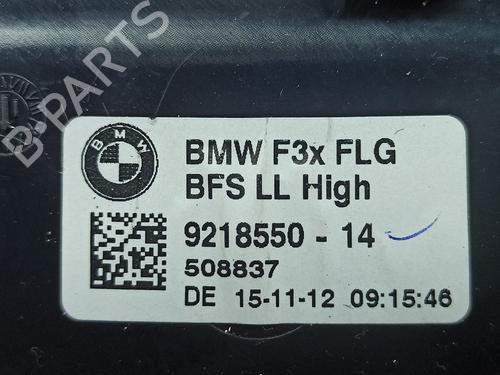 B-PARTS
BMW
BMW F3x FLG
BFS LL High
9218550 - 14
508837
DE 15-11-12 09:15:46